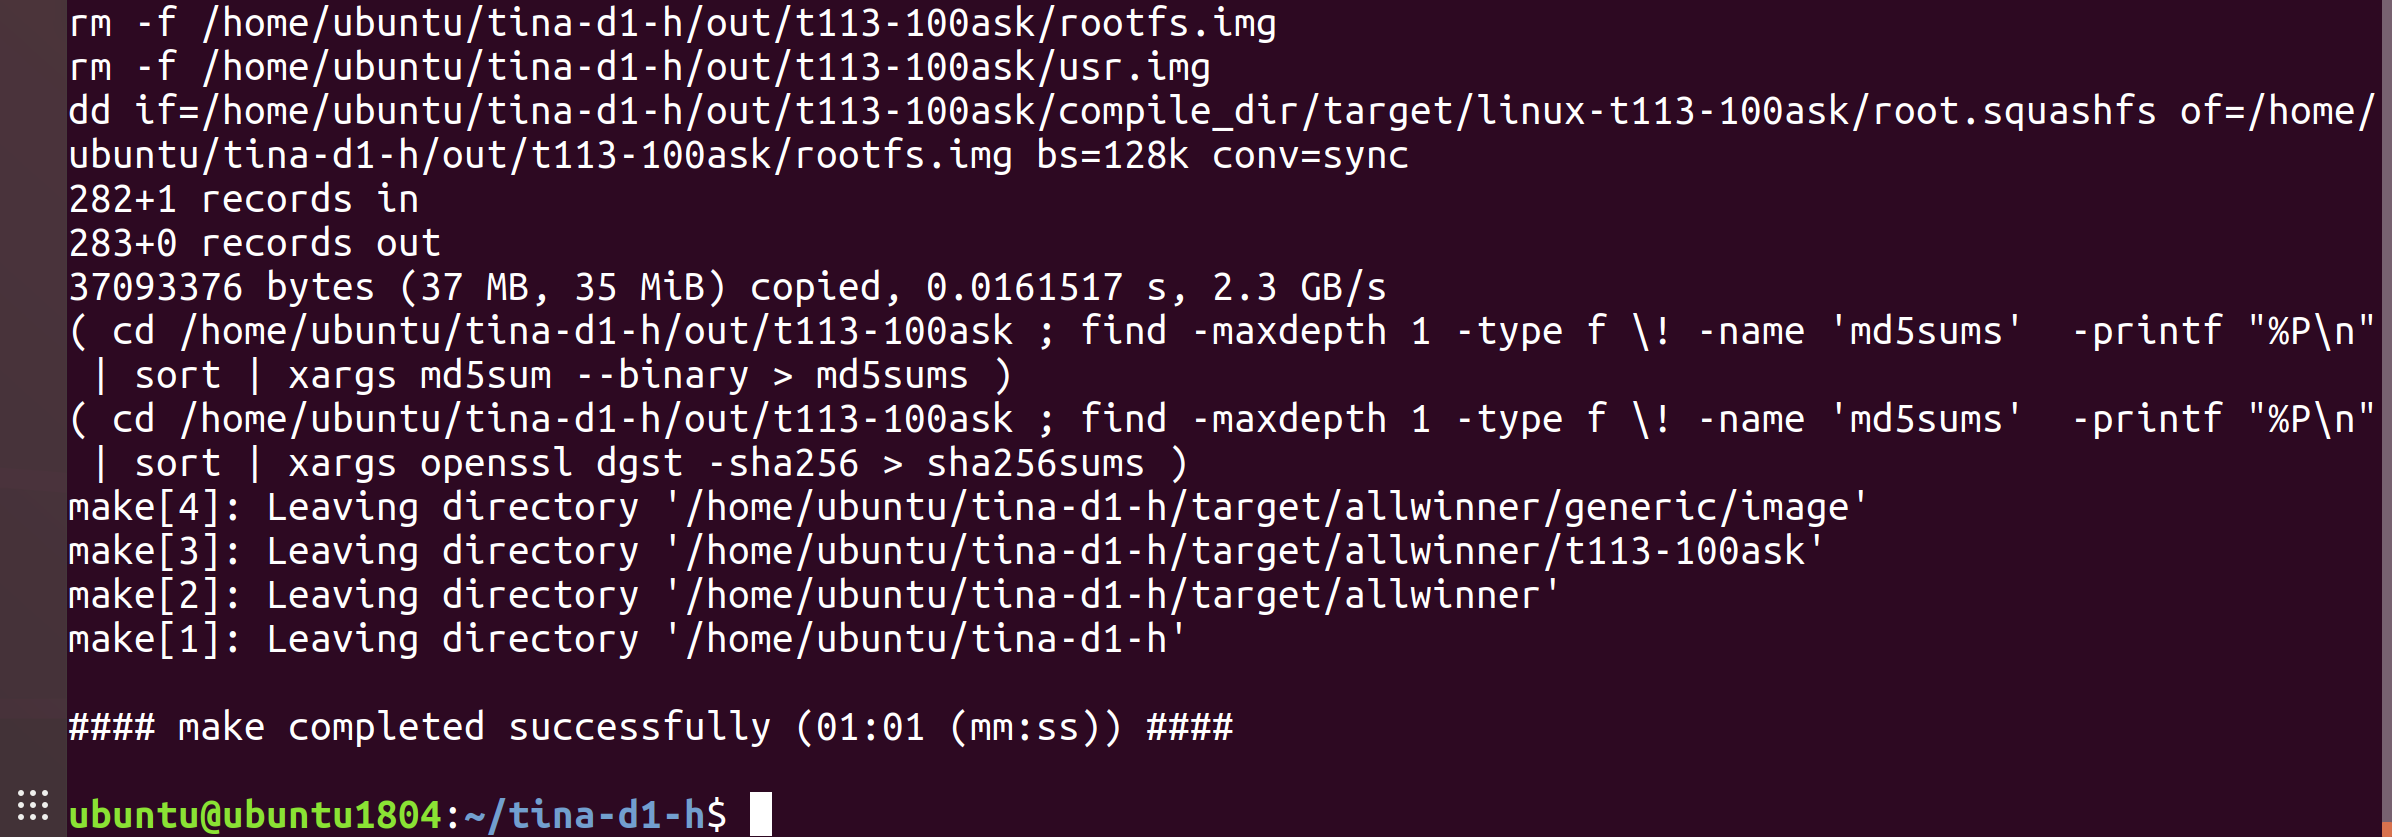 rm -f /home/ubuntu/tina-d1-h/out/t113-100ask/rootfs.img
rm -f /home/ubuntu/tina-d1-h/out/t113-100ask/usr.img
dd if=/home/ubuntu/tina-d1-h/out/t113-100ask/compile_dir/target/linux-t113-100ask/root.squashfs of=/home/
ubuntu/tina-d1-h/out/t113-100ask/rootfs.img bs=128k conv=sync
282+1 records in
283+0 records out
37093376 bytes (37 MB, 35 MiB) copied, 0.0161517 s, 2.3 GB/s
( cd /home/ubuntu/tina-d1-h/out/t113-100ask ; find -maxdepth 1 -type f \! -name 'md5sums'  -printf "%P\n"
 | sort | xargs md5sum --binary > md5sums )
( cd /home/ubuntu/tina-d1-h/out/t113-100ask ; find -maxdepth 1 -type f \! -name 'md5sums'  -printf "%P\n"
 | sort | xargs openssl dgst -sha256 > sha256sums )
make[4]: Leaving directory '/home/ubuntu/tina-d1-h/target/allwinner/generic/image'
make[3]: Leaving directory '/home/ubuntu/tina-d1-h/target/allwinner/t113-100ask'
make[2]: Leaving directory '/home/ubuntu/tina-d1-h/target/allwinner'
make[1]: Leaving directory '/home/ubuntu/tina-d1-h'
#### make completed successfully (01:01 (mm:ss)) ####
ubuntu@ubuntu1804:~/tina-d1-h$